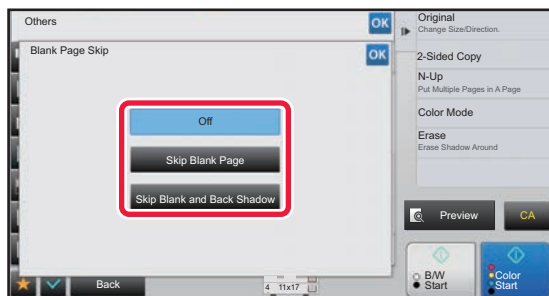 Others
OK
Blank Page Skip
OK
Off
Skip Blank Page
Skip Blank and Back Shadow
Back
4 11x17
Original
Change Size/Direction.
2-Sided Copy
N-Up
Put Multiple Pages in A Page
Color Mode
Erase
Erase Shadow Around
Preview
CA
B/W
Start
Color
Start